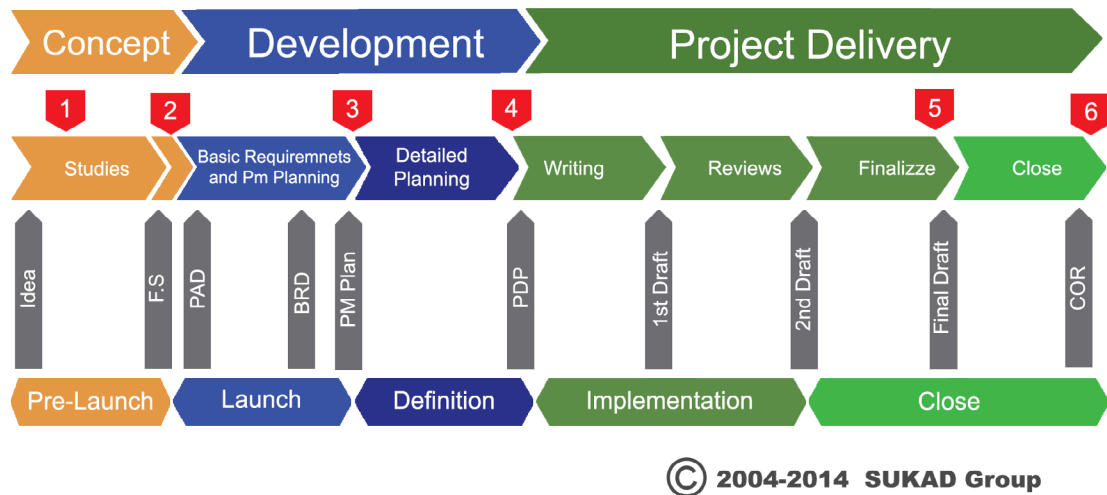 Concept
Development
Project Delivery
1
2
3
4
5
6
Studies
Basic Requiremnets
and Pm Planning
Detailed
Planning
Writing
Reviews
Finalizze
Close
Idea
F.S
PAD
BRD
PM Plan
PDP
1st Draft
2nd Draft
Final Draft
COR
Pre-Launch
Launch
Definition
Implementation
Close
© 2004-2014 SUKAD Group